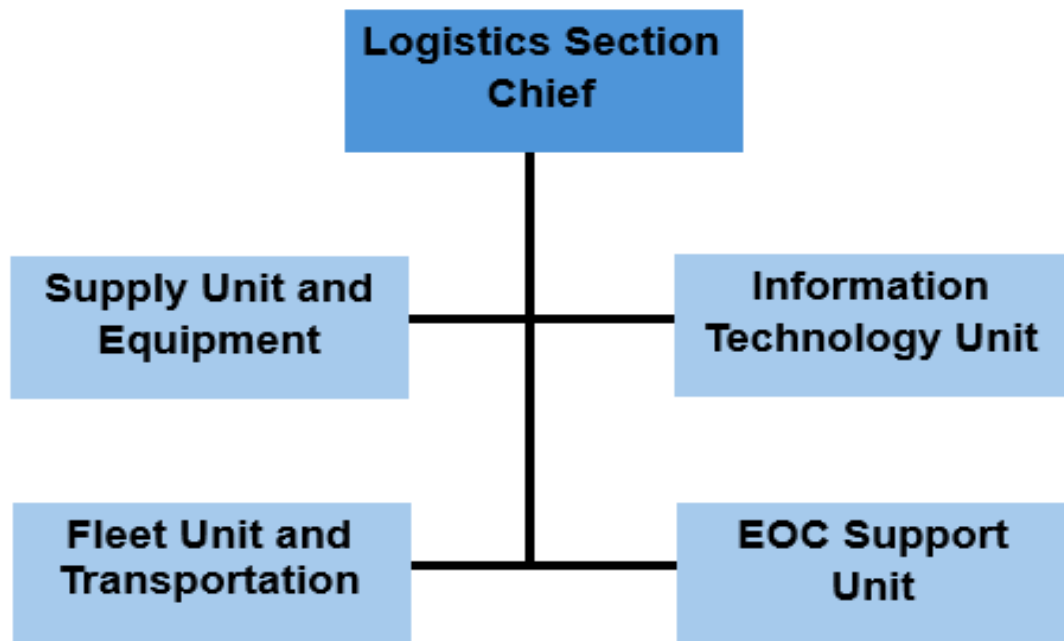 Logistics Section
Chief
Supply Unit and
Equipment
Information
Technology Unit
Fleet Unit and
Transportation
EOC Support
Unit